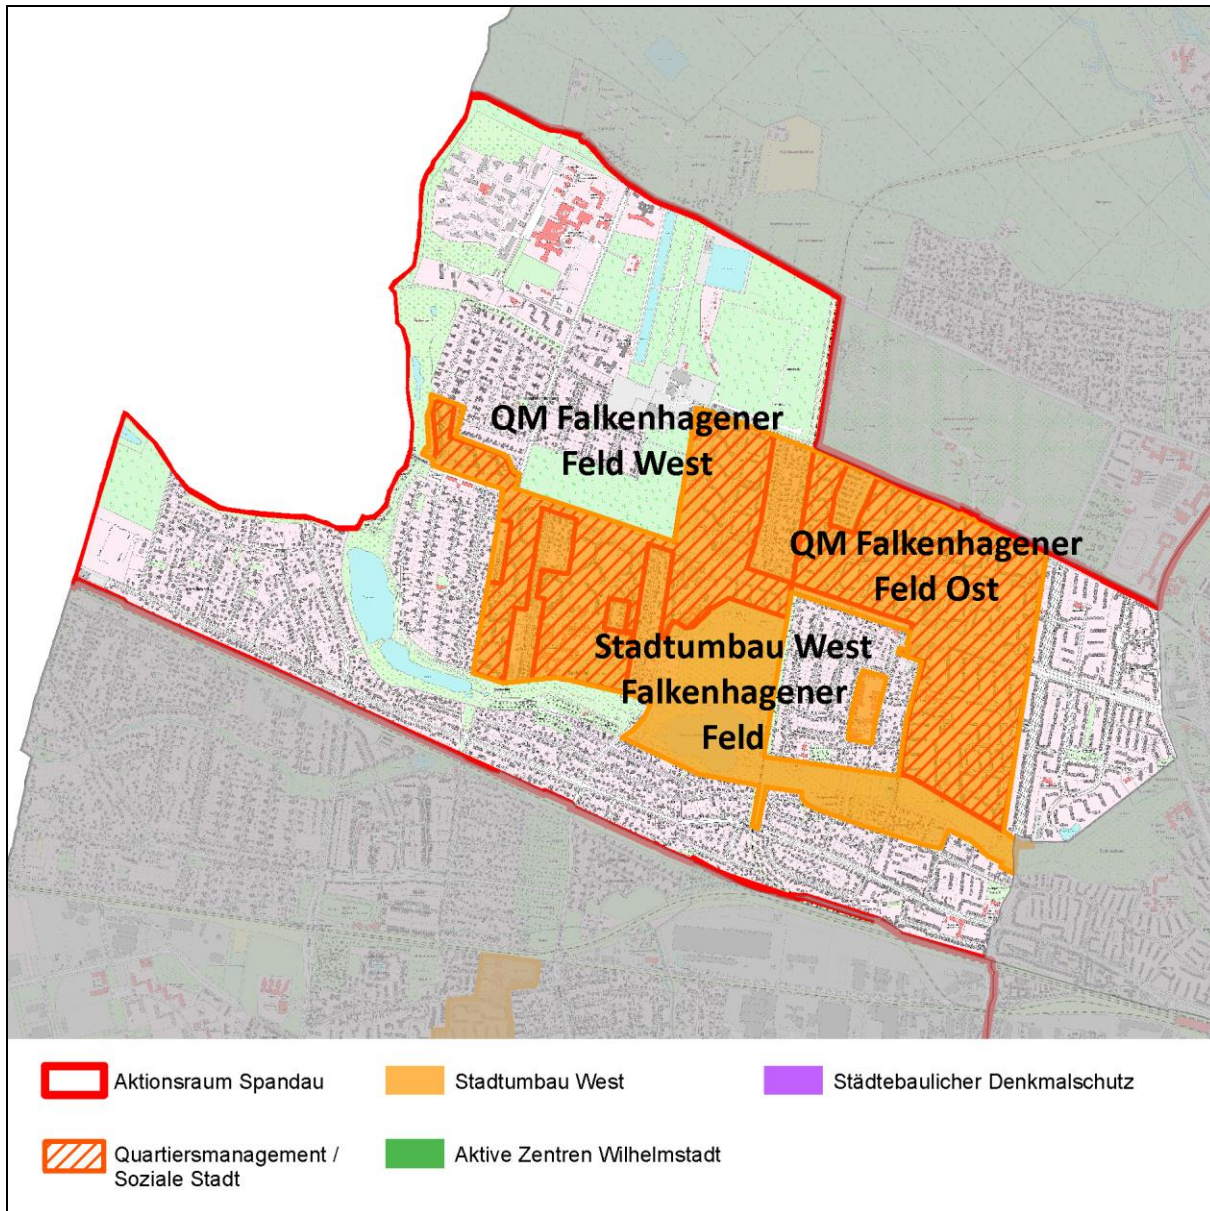 QM Falkenhagener
Feld West
QM Falkenhagener
Feld Ost
Stadtumbau West
Falkenhagener
Feld
Aktionsraum Spandau
Stadtumbau West
Städtebaulicher Denkmalschutz
Quartiersmanagement /
Soziale Stadt
Aktive Zentren Wilhelmstadt